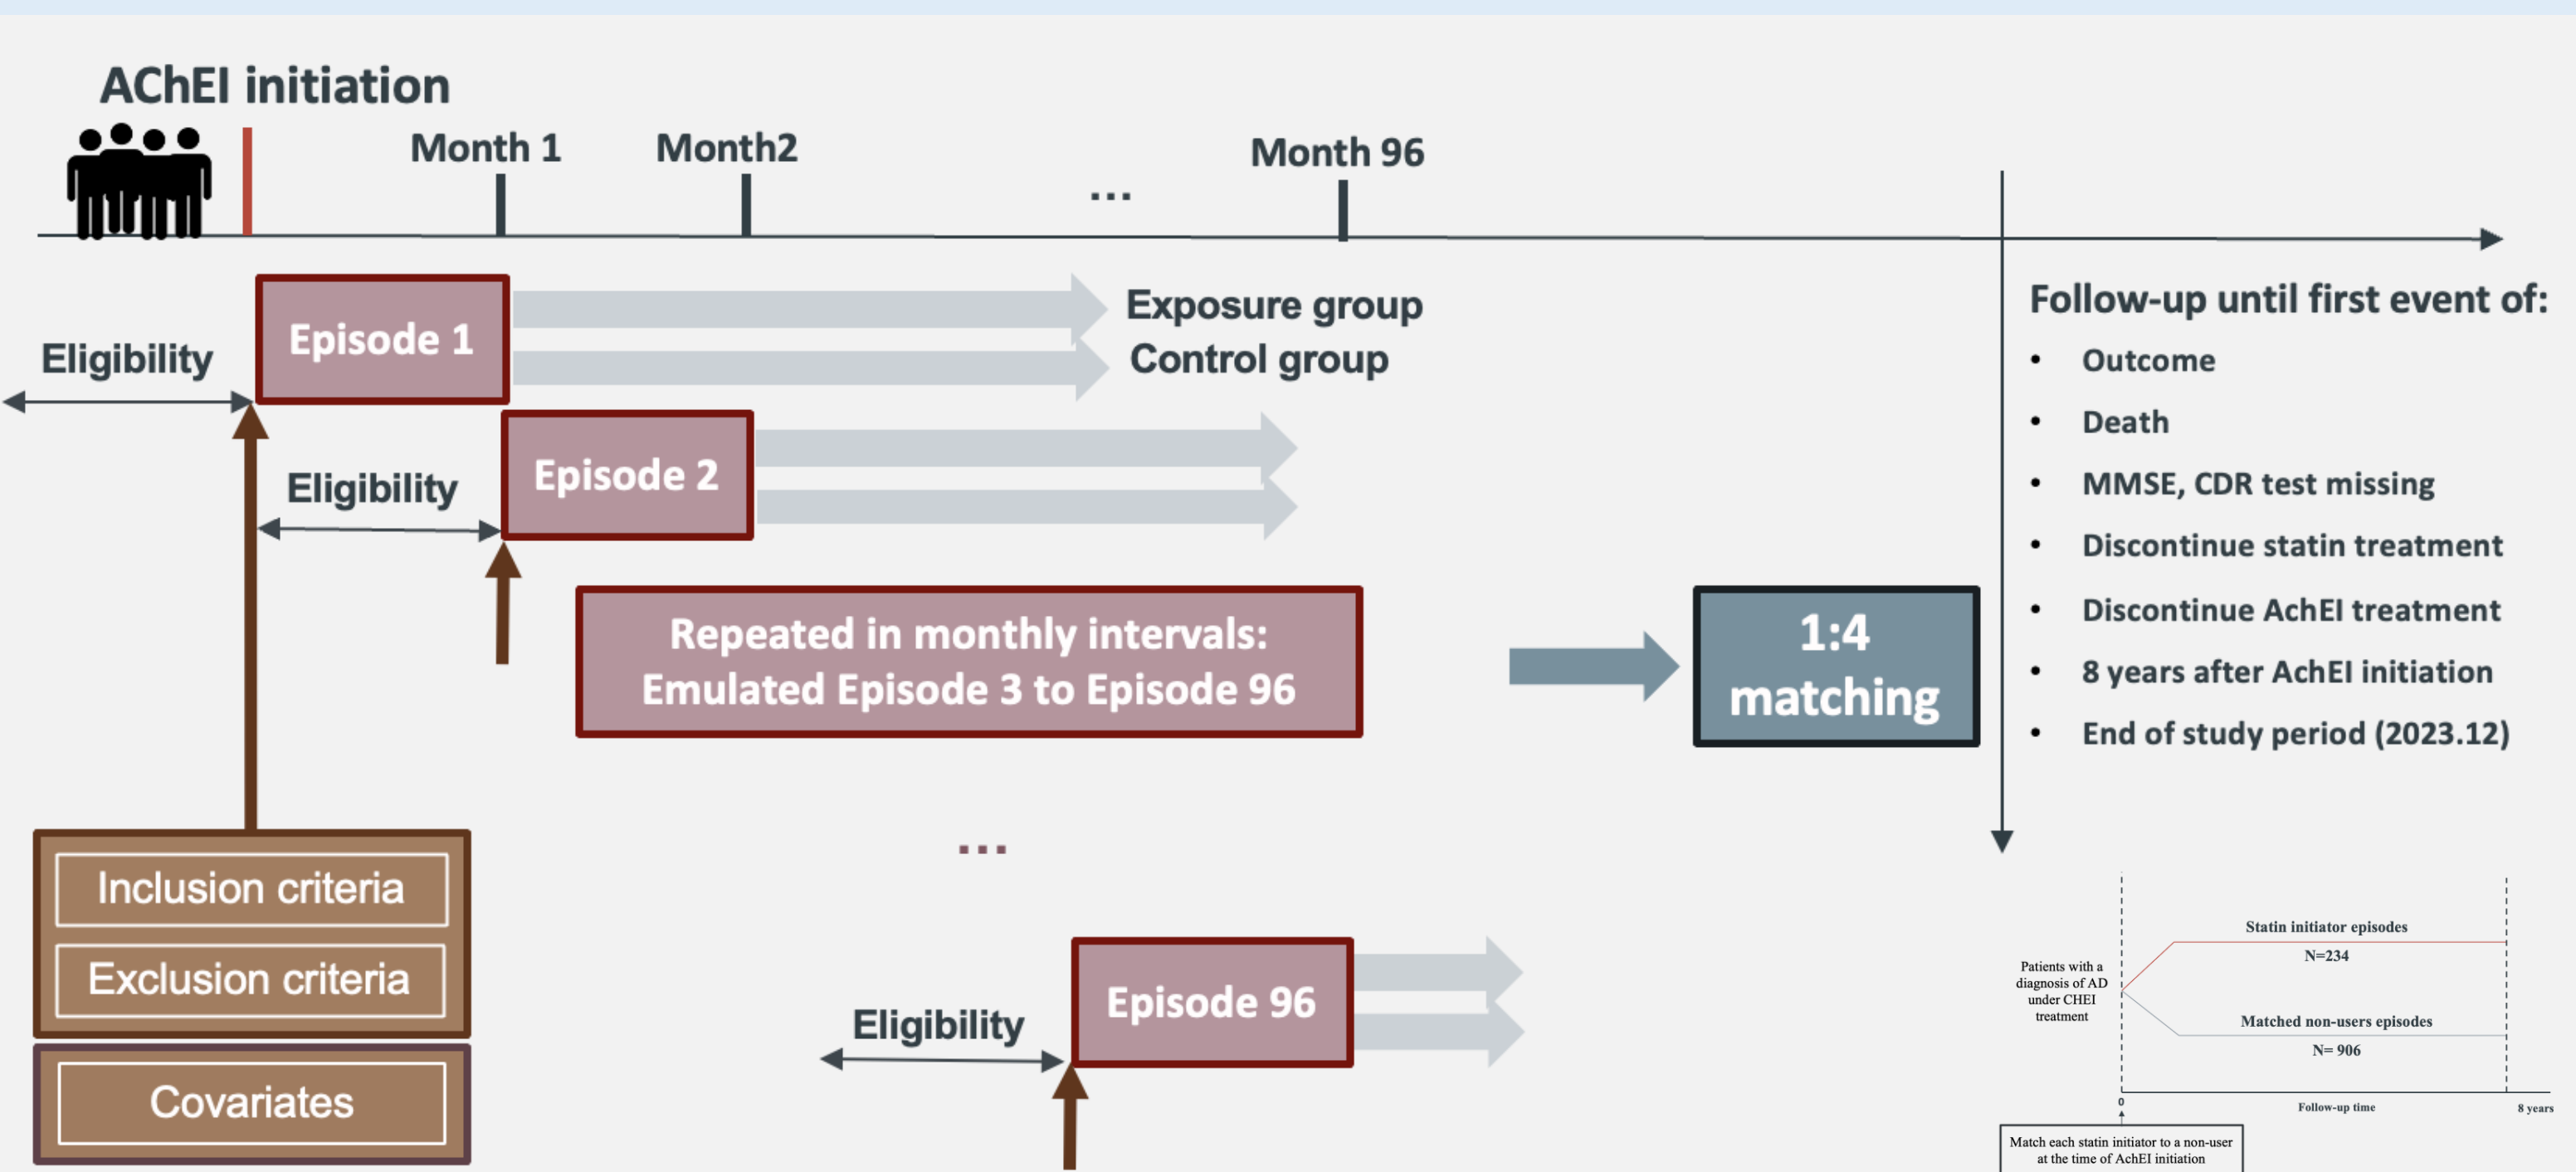 AChEI initiation
Month 1
Month2
...
Month 96
Eligibility
Episode 1
Exposure group
Control group
Eligibility
Episode 2
Repeated in monthly intervals:
Emulated Episode 3 to Episode 96
1:4
matching
Follow-up until first event of:
• Outcome
• Death
• MMSE, CDR test missing
• Discontinue statin treatment
• Discontinue AchEI treatment
• 8 years after AchEI initiation
• End of study period (2023.12)
Inclusion criteria
Exclusion criteria
Covariates
...
Eligibility
Episode 96
Patients with a
diagnosis of AD
under CHEI
treatment
Statin initiator episodes
N=234
Matched non-users episodes
N= 906
0
Follow-up time
8 years
Match each statin initiator to a non-user
at the time of AchEI initiation